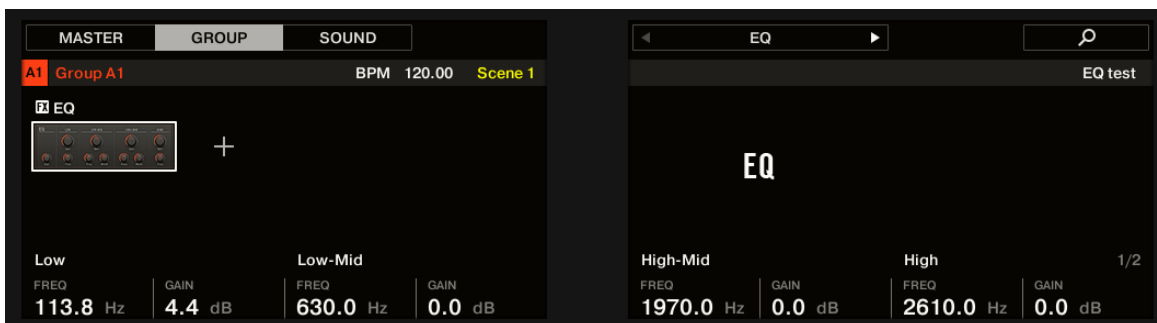 MASTER GROUP SOUND
EQ
A1 Group A1 BPM 120.00 Scene 1
EQ test
FX EQ
EQ
Low Low-Mid
High-Mid High 1/2
FREQ GAIN FREQ GAIN
FREQ GAIN FREQ GAIN
113.8 Hz 4.4 dB 630.0 Hz 0.0 dB
1970.0 Hz 0.0 dB 2610.0 Hz 0.0 dB